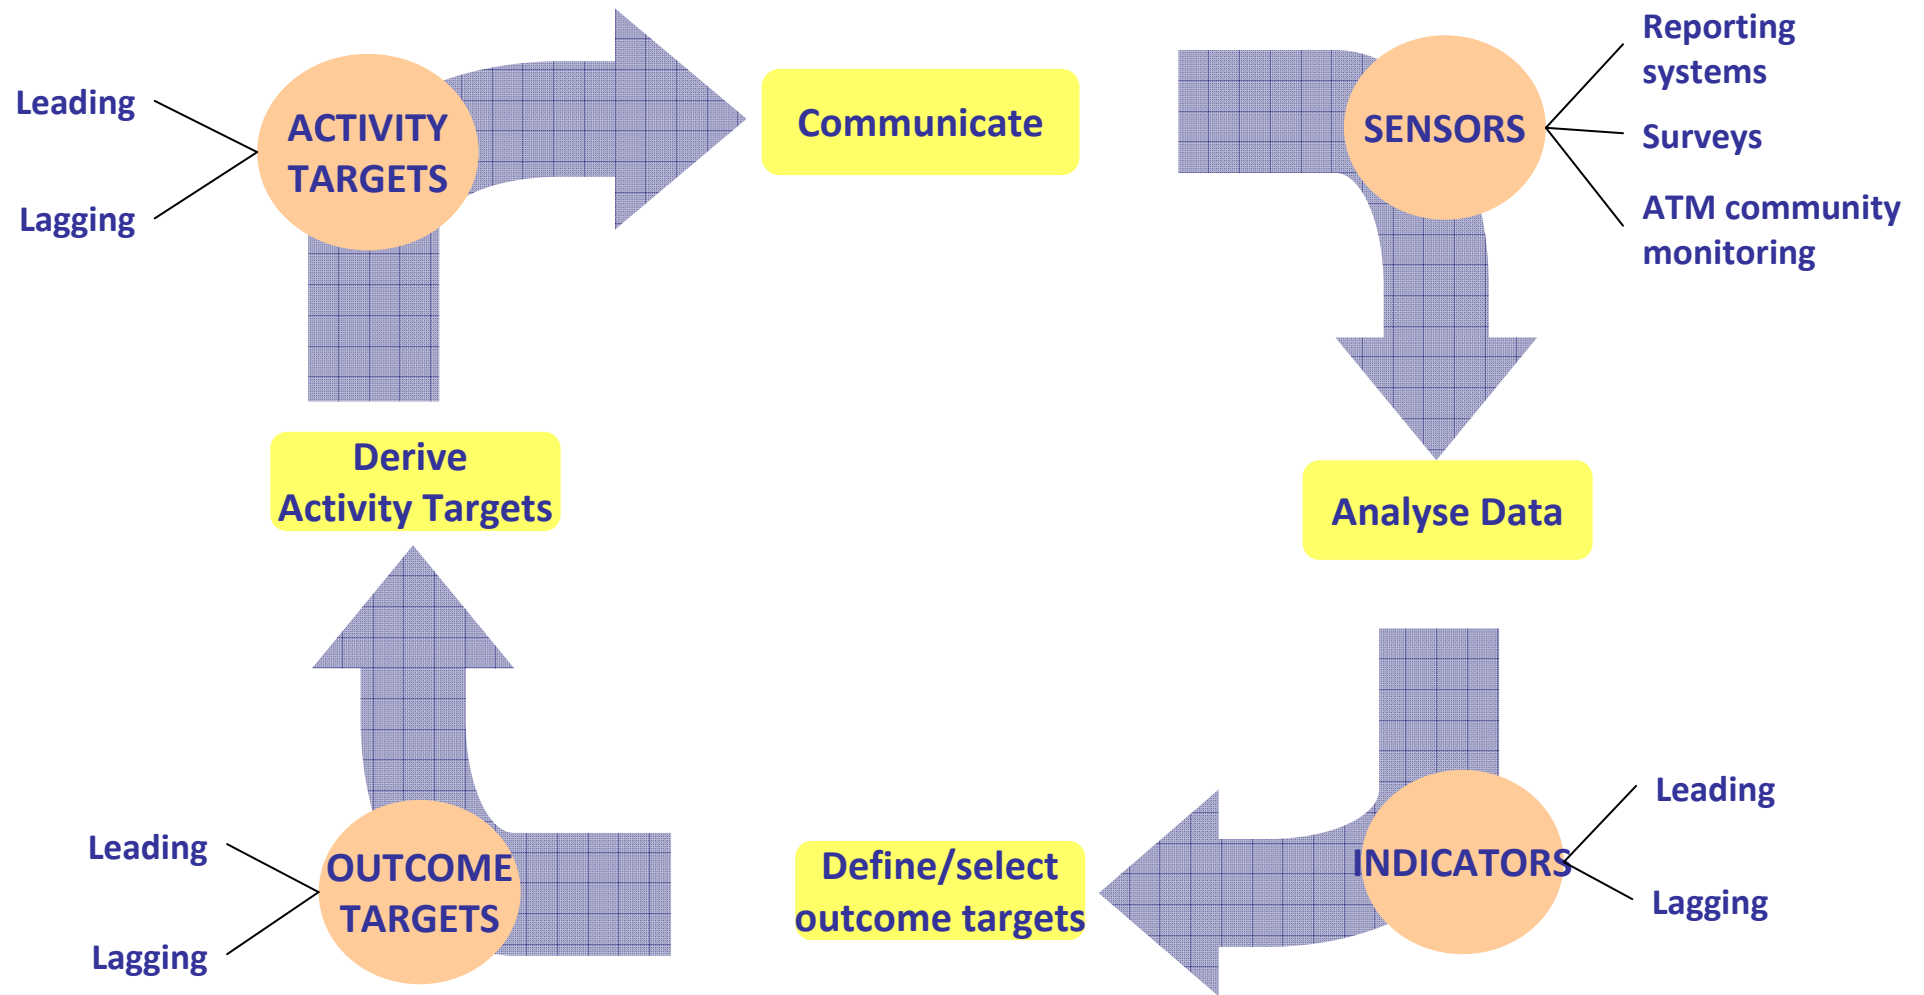 Leading
Lagging
ACTIVITY
TARGETS
Communicate
SENSORS
Reporting
systems
Surveys
ATM community
monitoring
Derive
Activity Targets
Analyse Data
Leading
Lagging
OUTCOME
TARGETS
Define/select
outcome targets
INDICATORS
Leading
Lagging